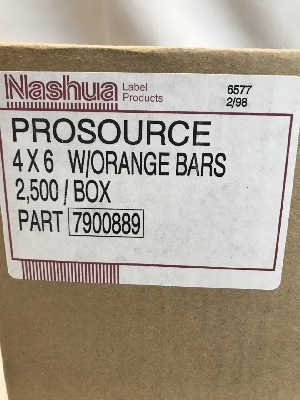 Nashua Label Products 6577 2/98
PROSOURCE
4 X 6 W/ORANGE BARS
2,500 / BOX
PART 7900889